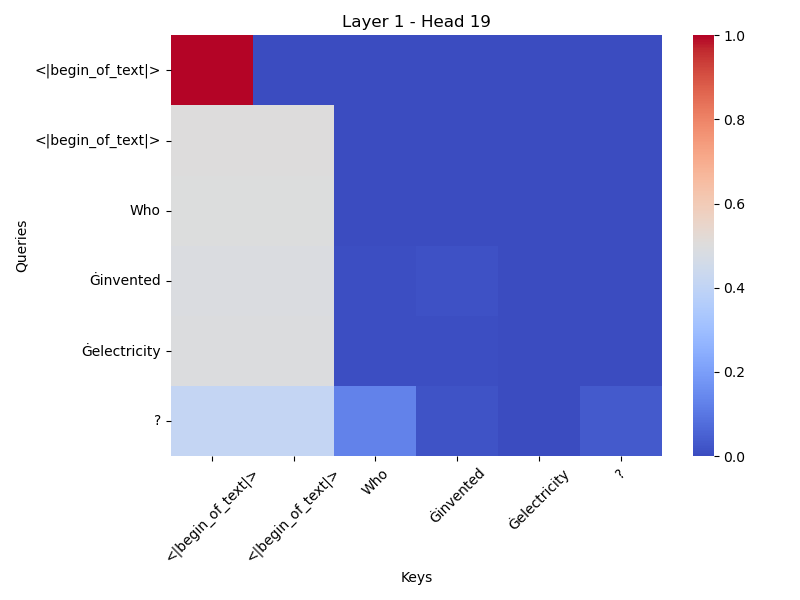 Layer 1 - Head 19
<|begin_of_text|>
<|begin_of_text|>
Who
Ġinvented
Ġelectricity
?
Queries
<|begin_of_text|>
<|begin_of_text|>
Who
Ġinvented
Ġelectricity
?
Keys
1.0
0.8
0.6
0.4
0.2
0.0